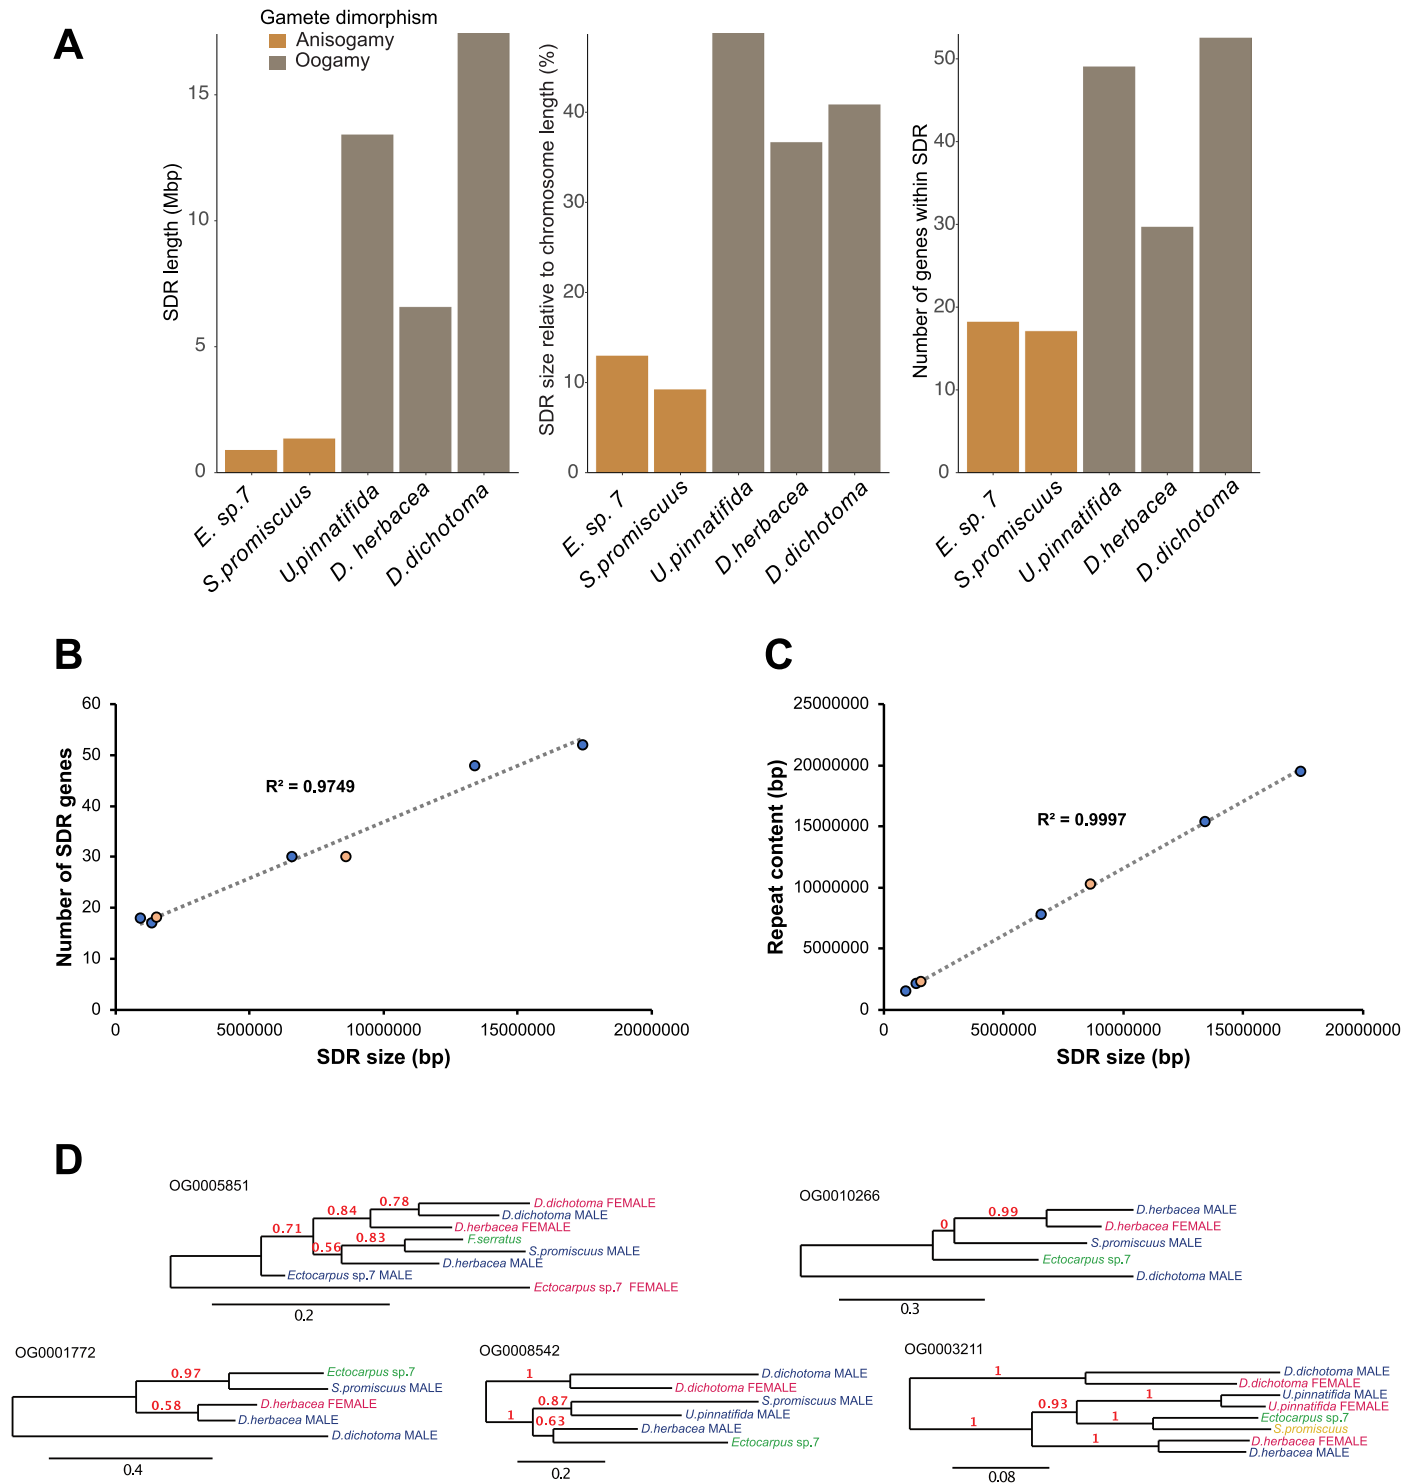 A
Gamete dimorphism
Anisogamy
Oogamy
SDR length (Mbp)
15
10
5
0
E. sp.7
S.promiscuus
U.pinnatifida
D. herbacea
D.dichotoma
SDR size relative to chromosome length (%)
40
30
20
10
0
E. sp. 7
S.promiscuus
U.pinnatifida
D.herbacea
D.dichotoma
Number of genes within SDR
50
40
30
20
10
0
E. sp. 7
S.promiscuus
U.pinnatifida
D.herbacea
D.dichotoma
B
Number of SDR genes
60
50
40
30
20
10
0
R² = 0.9749
0
5000000
10000000
15000000
20000000
SDR size (bp)
C
Repeat content (bp)
25000000
20000000
15000000
10000000
5000000
0
R² = 0.9997
0
5000000
10000000
15000000
20000000
SDR size (bp)
D
OG0005851
0.78
0.84
0.71
0.83
0.56
D.dichotoma FEMALE
D.dichotoma MALE
D.herbacea FEMALE
F.serratus
S.promiscuus MALE
D.herbacea MALE
Ectocarpus sp.7 MALE
Ectocarpus sp.7 FEMALE
0.2
OG0010266
0.99
0
D.herbacea MALE
D.herbacea FEMALE
S.promiscuus MALE
Ectocarpus sp.7
D.dichotoma MALE
0.3
OG0001772
0.97
0.58
Ectocarpus sp.7
S.promiscuus MALE
D.herbacea FEMALE
D.herbacea MALE
D.dichotoma MALE
0.4
OG0008542
1
0.87
1
0.63
D.dichotoma MALE
D.dichotoma FEMALE
S.promiscuus MALE
U.pinnatifida MALE
D.herbacea MALE
Ectocarpus sp.7
0.2
OG0003211
1
1
0.93
1
1
1
D.dichotoma MALE
D.dichotoma FEMALE
U.pinnatifida MALE
U.pinnatifida FEMALE
Ectocarpus sp.7
S.promiscuus
D.herbacea FEMALE
D.herbacea MALE
0.08